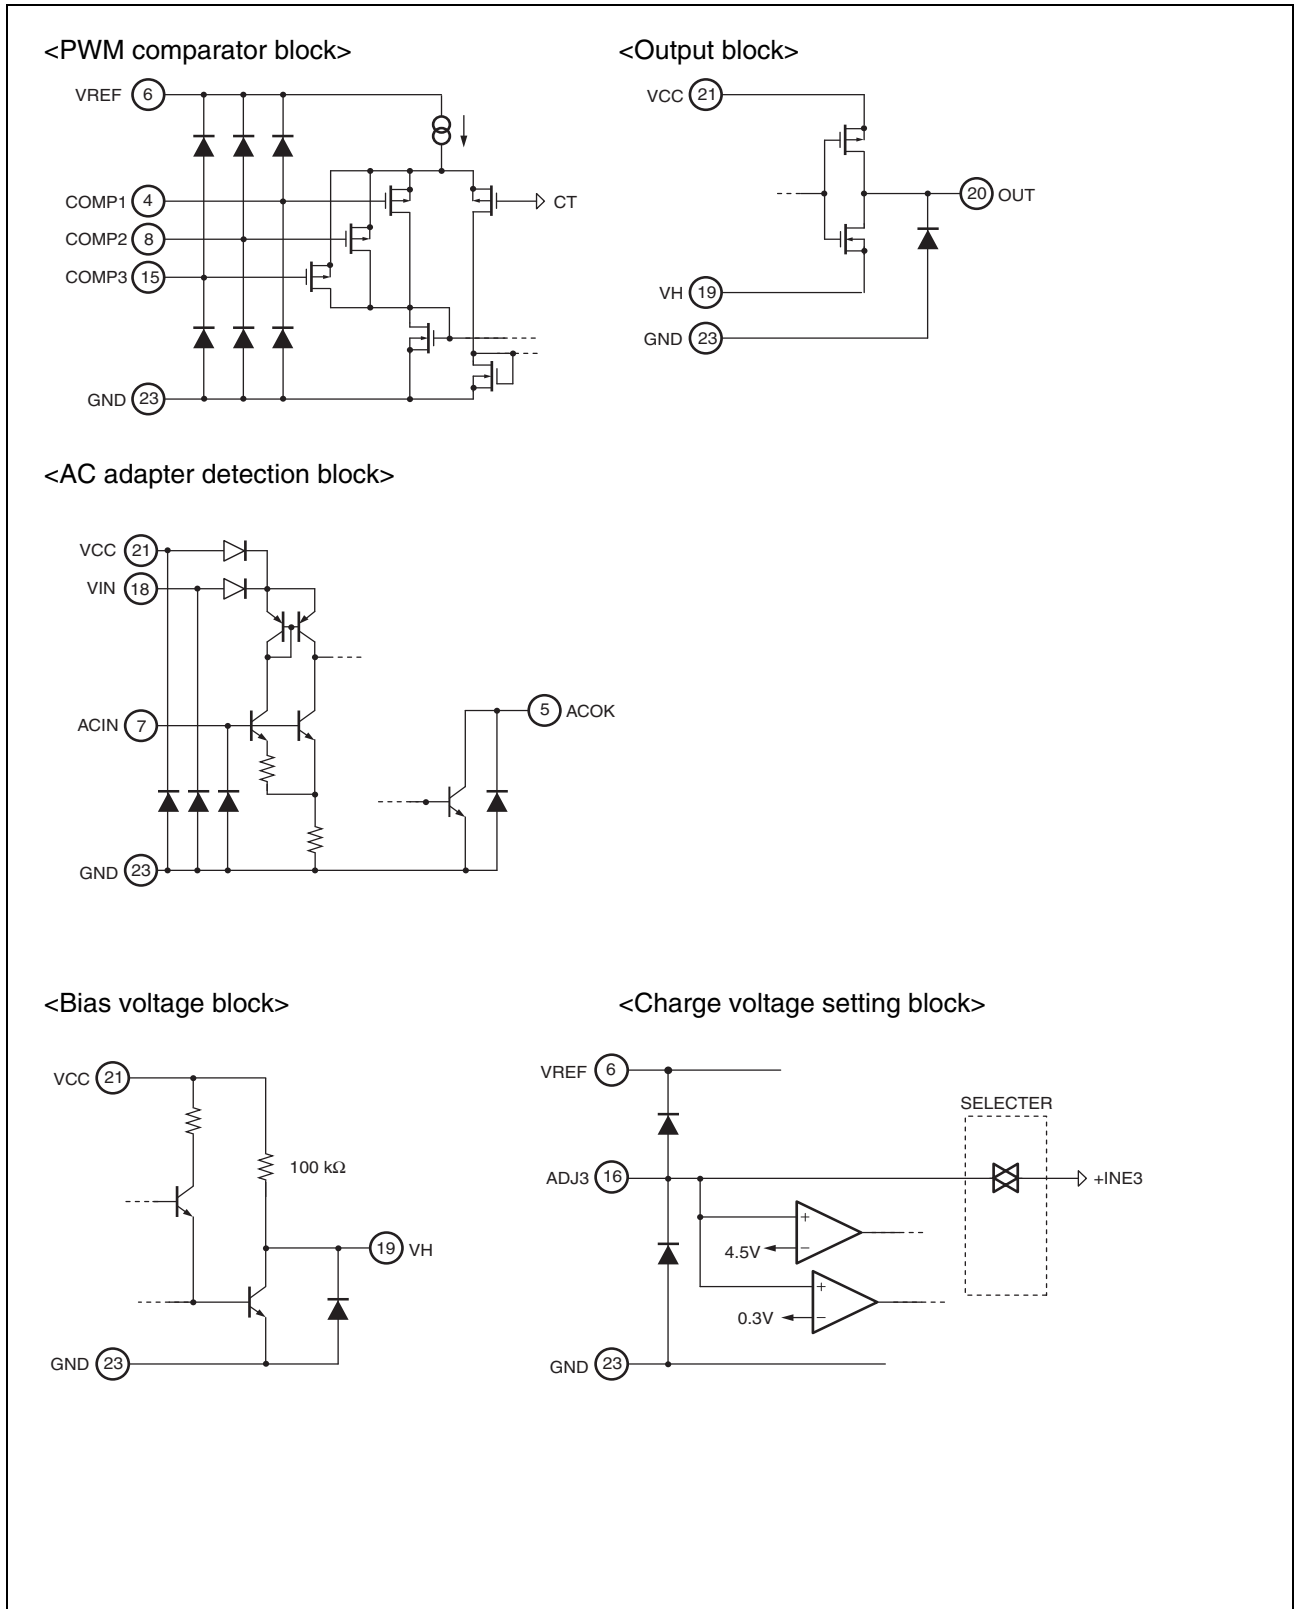 <PWM comparator block>
VREF 6
COMP1 4
CT
COMP2 8
COMP3 15
GND 23
<Output block>
VCC 21
20 OUT
VH 19
GND 23
<AC adapter detection block>
VCC 21
VIN 18
ACIN 7
5 ACOK
GND 23
<Bias voltage block>
VCC 21
100 kΩ
19 VH
GND 23
<Charge voltage setting block>
VREF 6
SELECTER
ADJ3 16
+INE3
+
4.5V
−
+
0.3V
−
GND 23